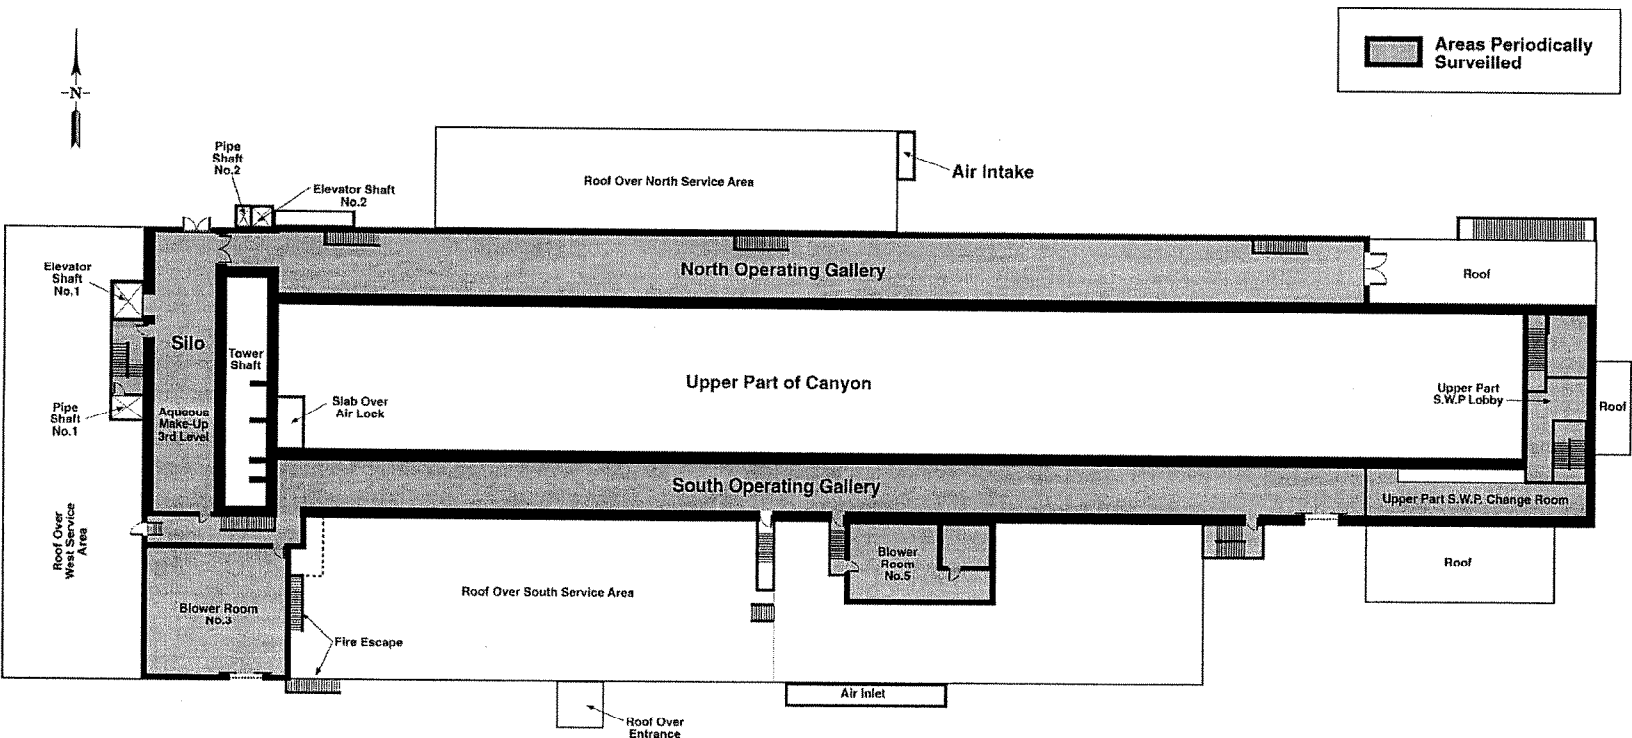 Areas Periodically
Surveilled
N
Pipe
Shaft
No.2
Elevator Shaft
No.2
Roof Over North Service Area
Air Intake
Elevator
Shaft
No.1
North Operating Gallery
Roof
Silo
Tower
Shaft
Upper Part of Canyon
Slab Over
Air Lock
Upper Part
S.W.P Lobby
Roof
Pipe
Shaft
No.1
Aqueous
Make-Up
3rd Level
South Operating Gallery
Upper Part S.W.P. Change Room
Roof Over
West Service
Area
Blower
Room
No.5
Roof
Roof Over South Service Area
Blower Room
No.3
Fire Escape
Air Inlet
Roof Over
Entrance